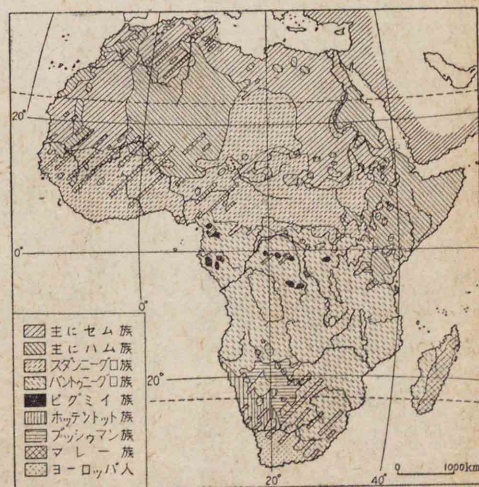 20°
0°
0°
20°
20°
40°
0 1000km
主にセム族
主にハム族
スダンニーグロ族
バントゥニーグロ族
ピグミイ族
ホッテントット族
ブッシゥマン族
マレー族
ヨーロッパ人